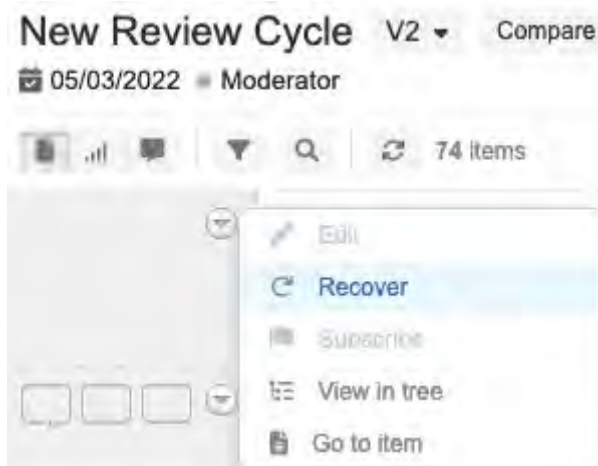 New Review Cycle V2 Compare
05/03/2022 Moderator
74 items
Edit
Recover
Subscribe
View in tree
Go to item